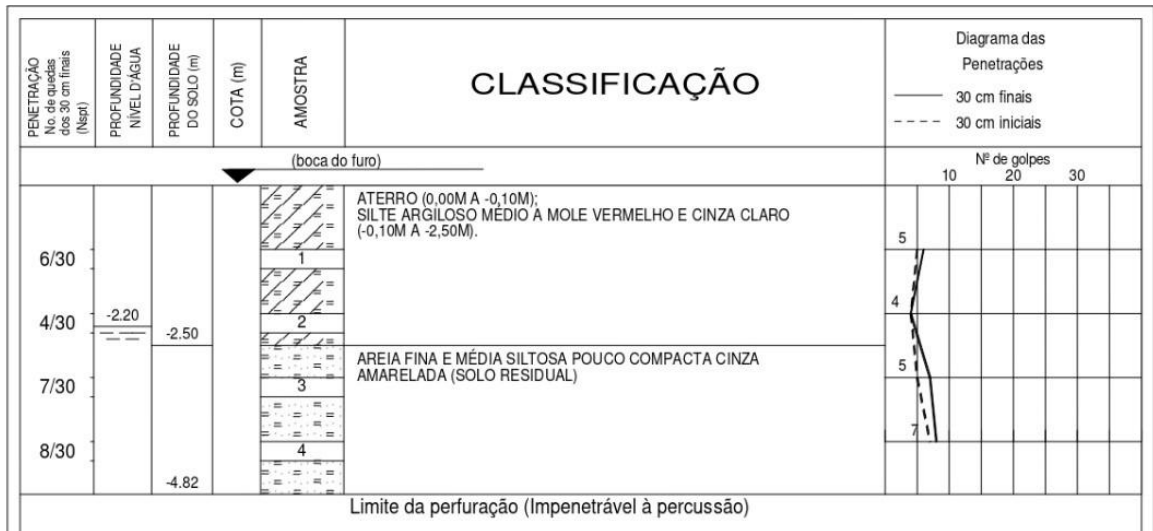 PENETRAÇÃO
No. de quedas
dos 30 cm finais
(Nspt)
PROFUNDIDADE
NÍVEL D'ÁGUA
PROFUNDIDADE
DO SOLO (m)
COTA (m)
AMOSTRA
CLASSIFICAÇÃO
Diagrama das
Penetrações
30 cm finais
30 cm iniciais
(boca do furo)
Nº de golpes
10 20 30
ATERRO (0,00M A -0,10M);
SILTE ARGILOSO MÉDIO A MOLE VERMELHO E CINZA CLARO
(-0,10M A -2,50M).
5
6/30
1
4
-2.20
4/30
2
-2.50
AREIA FINA E MÉDIA SILTOSA POUCO COMPACTA CINZA
AMARELADA (SOLO RESIDUAL)
5
7/30
3
7
8/30
4
-4.82
Limite da perfuração (Impenetrável à percussão)